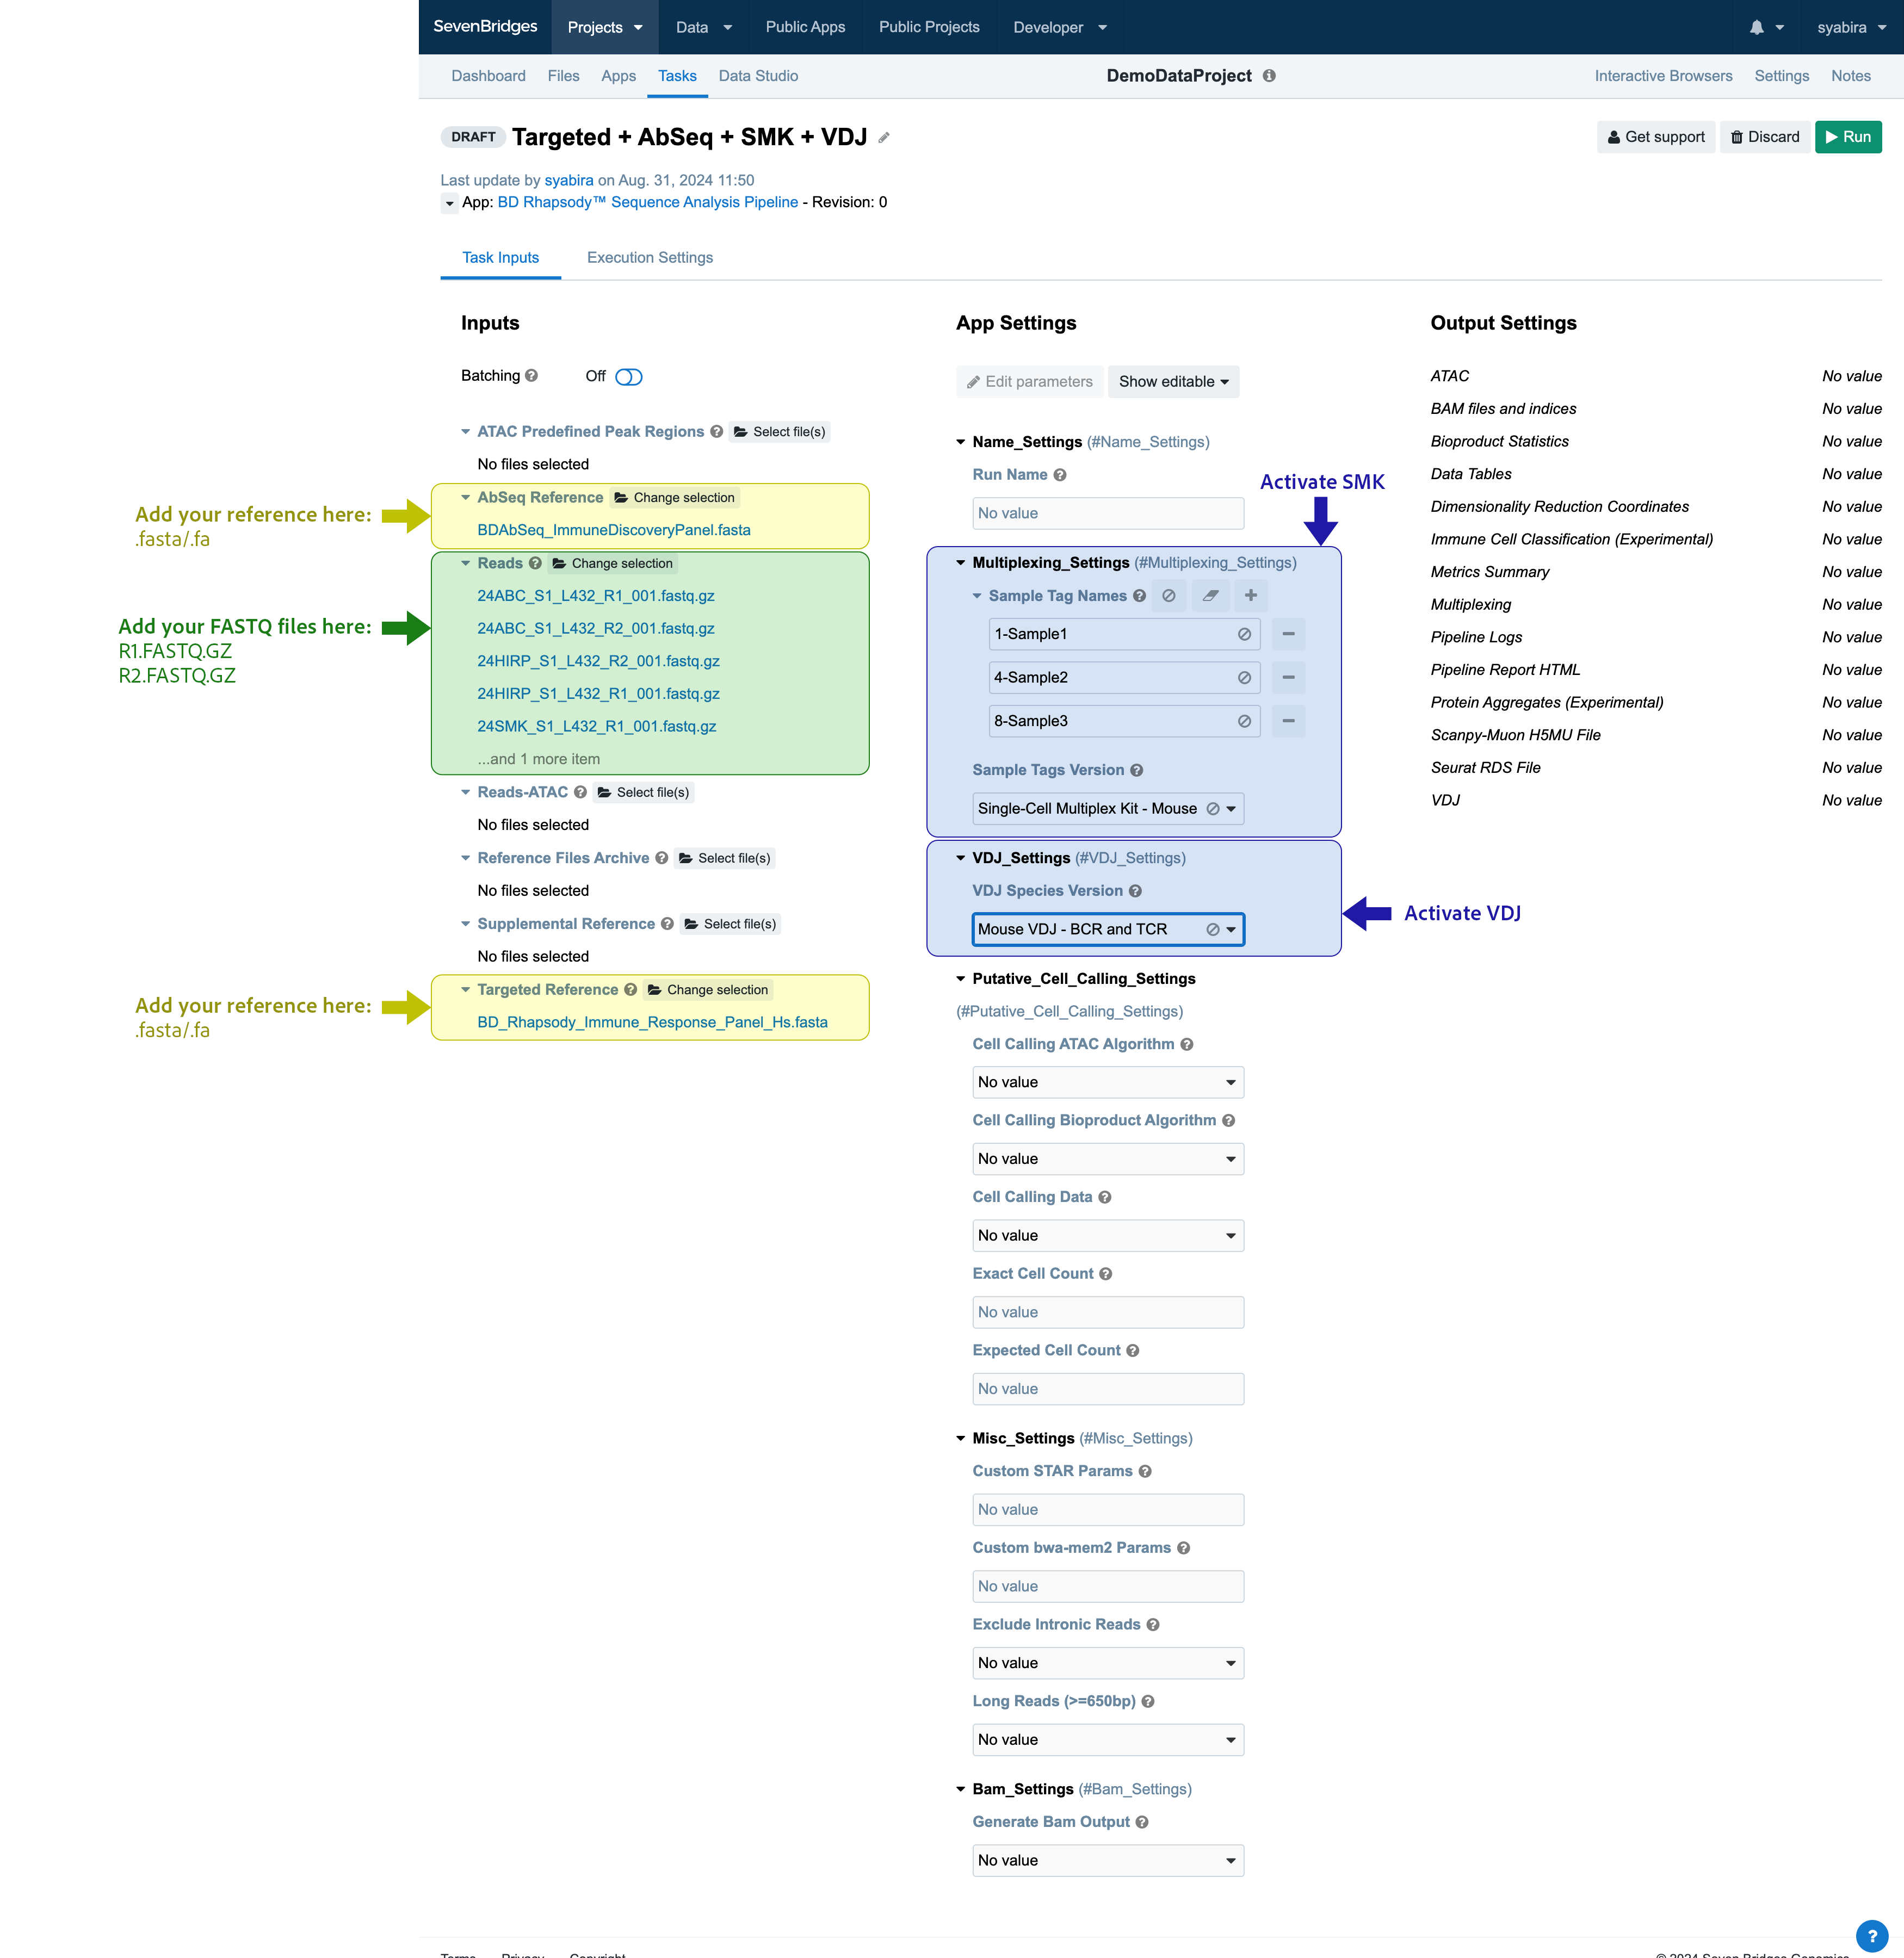 SevenBridges Projects Data Public Apps Public Projects Developer syabira
Dashboard Files Apps Tasks Data Studio DemoDataProject Interactive Browsers Settings Notes
DRAFT Targeted + AbSeq + SMK + VDJ Get support Discard Run
Last update by syabira on Aug. 31, 2024 11:50
App: BD Rhapsody™ Sequence Analysis Pipeline - Revision: 0
Task Inputs Execution Settings
Inputs
Batching Off
ATAC Predefined Peak Regions Select file(s)
No files selected
Add your reference here:
.fasta/.fa
AbSeq Reference Change selection
BDAbSeq_ImmuneDiscoveryPanel.fasta
Add your FASTQ files here:
R1.FASTQ.GZ
R2.FASTQ.GZ
Reads Change selection
24ABC_S1_L432_R1_001.fastq.gz
24ABC_S1_L432_R2_001.fastq.gz
24HIRP_S1_L432_R2_001.fastq.gz
24HIRP_S1_L432_R1_001.fastq.gz
24SMK_S1_L432_R1_001.fastq.gz
...and 1 more item
Reads-ATAC Select file(s)
No files selected
Reference Files Archive Select file(s)
No files selected
Supplemental Reference Select file(s)
No files selected
Add your reference here:
.fasta/.fa
Targeted Reference Change selection
BD_Rhapsody_Immune_Response_Panel_Hs.fasta
App Settings
Edit parameters Show editable
Name_Settings (#Name_Settings)
Run Name
No value
Activate SMK
Multiplexing_Settings (#Multiplexing_Settings)
Sample Tag Names
1-Sample1
4-Sample2
8-Sample3
Sample Tags Version
Single-Cell Multiplex Kit - Mouse
VDJ_Settings (#VDJ_Settings)
VDJ Species Version
Mouse VDJ - BCR and TCR
Activate VDJ
Putative_Cell_Calling_Settings
(#Putative_Cell_Calling_Settings)
Cell Calling ATAC Algorithm
No value
Cell Calling Bioproduct Algorithm
No value
Cell Calling Data
No value
Exact Cell Count
No value
Expected Cell Count
No value
Misc_Settings (#Misc_Settings)
Custom STAR Params
No value
Custom bwa-mem2 Params
No value
Exclude Intronic Reads
No value
Long Reads (>=650bp)
No value
Bam_Settings (#Bam_Settings)
Generate Bam Output
No value
Output Settings
ATAC No value
BAM files and indices No value
Bioproduct Statistics No value
Data Tables No value
Dimensionality Reduction Coordinates No value
Immune Cell Classification (Experimental) No value
Metrics Summary No value
Multiplexing No value
Pipeline Logs No value
Pipeline Report HTML No value
Protein Aggregates (Experimental) No value
Scanpy-Muon H5MU File No value
Seurat RDS File No value
VDJ No value
Terms Privacy Copyright © 2024 Seven Bridges Genomics